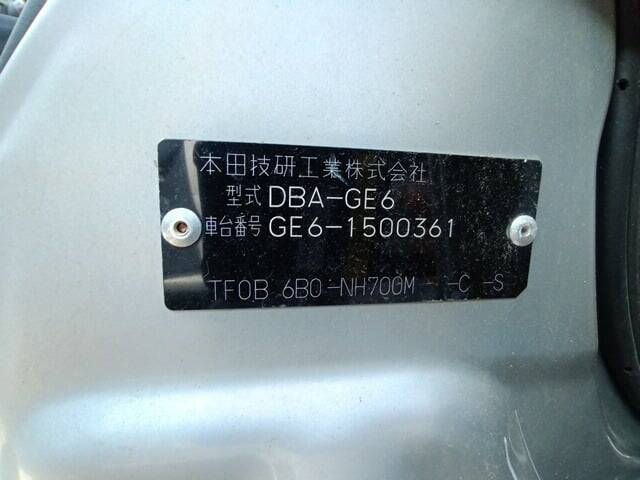 本田技研工業株式会社
型式 DBA-GE6
車台番号 GE6-1500361
TF0B 6B0-NH700M - -C -S